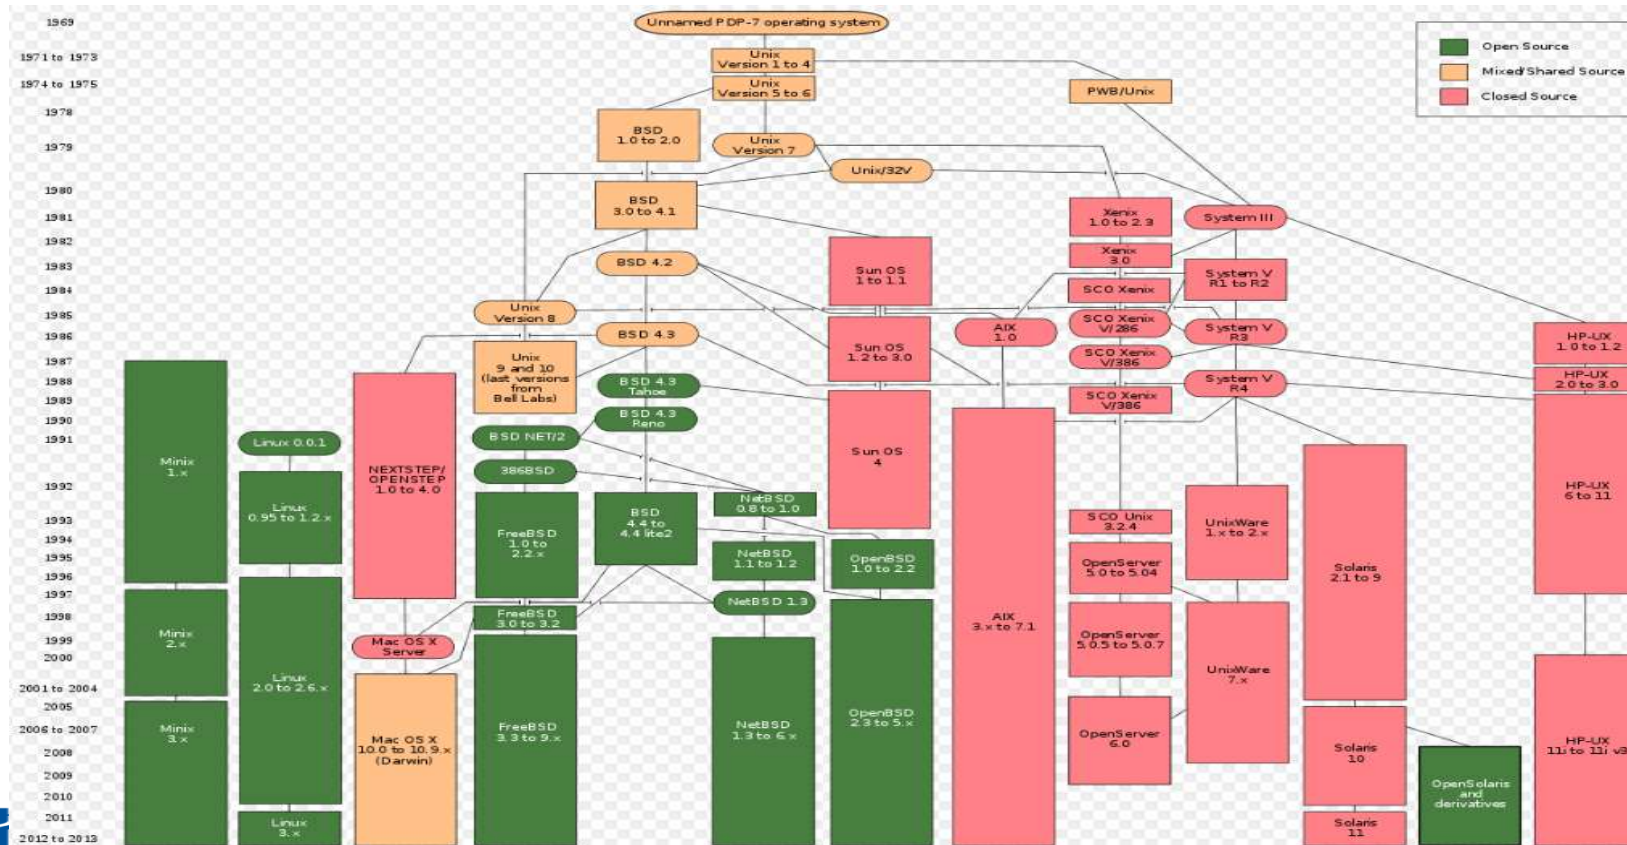 Unnamed PDP-7 operating system
Unix
Version 1 to 4
Unix
Version 5 to 6
PWB/Unix
BSD
1.0 to 2.0
Unix
Version 7
Unix/32V
BSD
3.0 to 4.1
Xenix
1.0 to 2.3
System III
Xenix
3.0
BSD 4.2
Sun OS
1 to 1.1
System V
R1 to R2
SCO Xenix
Unix
Version 8
SCO Xenix
V/286
AIX
1.0
System V
R3
BSD 4.3
Sun OS
1.2 to 3.0
HP-UX
1.0 to 1.2
SCO Xenix
V/386
Unix
9 and 10
(last versions
from
Bell Labs)
HP-UX
2.0 to 3.0
BSD 4.3
Tahoe
System V
R4
SCO Xenix
V/386
BSD 4.3
Reno
BSD NET/2
Linux 0.0.1
Sun OS
4
Minix
1.x
386BSD
NEXTSTEP/
OPENSTEP
1.0 to 4.0
HP-UX
6 to 11
NetBSD
0.8 to 1.0
Linux
0.95 to 1.2.x
BSD
4.4 to
4.4 lite2
SCO Unix
3.2.4
UnixWare
1.x to 2.x
FreeBSD
1.0 to
2.2.x
NetBSD
1.1 to 1.2
OpenBSD
1.0 to 2.2
OpenServer
5.0 to 5.04
Solaris
2.1 to 9
NetBSD 1.3
FreeBSD
3.0 to 3.2
AIX
3.x to 7.1
Minix
2.x
Mac OS X
Server
OpenServer
5.0.5 to 5.0.7
UnixWare
7.x
Linux
2.0 to 2.6.x
OpenBSD
2.3 to 5.x
NetBSD
1.3 to 6.x
FreeBSD
3.3 to 9.x
Minix
3.x
Mac OS X
10.0 to 10.9.x
(Darwin)
OpenServer
6.0
Solaris
10
HP-UX
11i to 11i v3
OpenSolaris
and
derivatives
Linux
3.x
Solaris
11
1969
1971 to 1973
1974 to 1975
1978
1979
1980
1981
1982
1983
1984
1985
1986
1987
1988
1989
1990
1991
1992
1993
1994
1995
1996
1997
1998
1999
2000
2001 to 2004
2005
2006 to 2007
2008
2009
2010
2011
2012 to 2013
Open Source
Mixed/Shared Source
Closed Source